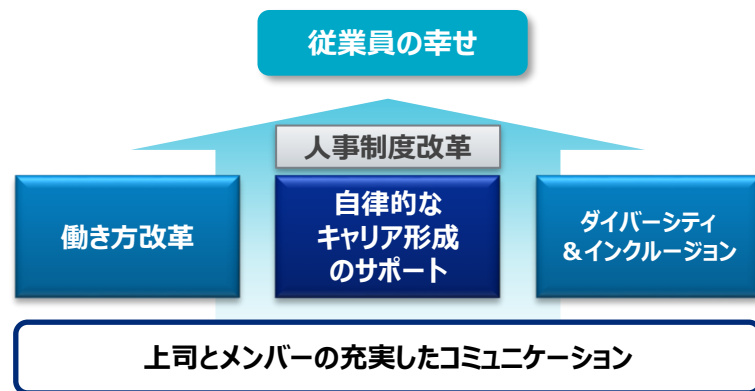 従業員の幸せ
人事制度改革
働き方改革
自律的な
キャリア形成
のサポート
ダイバーシティ
&インクルージョン
上司とメンバーの充実したコミュニケーション